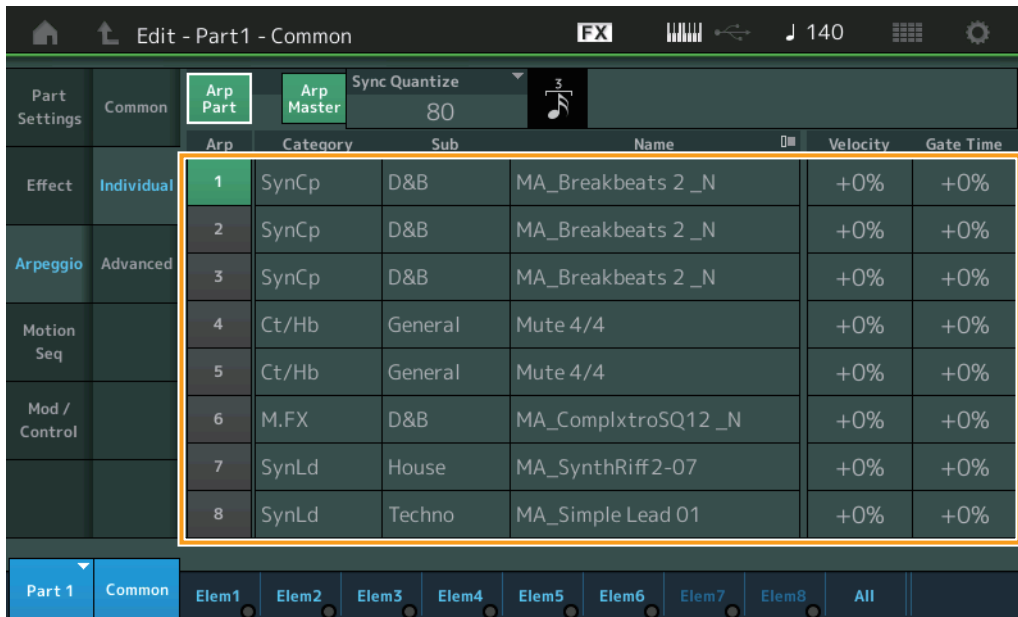 Edit - Part1 - Common FX 140
Part Settings
Common
Arp Part
Arp Master
Sync Quantize
80
3
Arp Category Sub Name Velocity Gate Time
Effect
Individual
1 SynCp D&B MA_Breakbeats 2 _N +0% +0%
2 SynCp D&B MA_Breakbeats 2 _N +0% +0%
Arpeggio
Advanced
3 SynCp D&B MA_Breakbeats 2 _N +0% +0%
Motion Seq
4 Ct/Hb General Mute 4/4 +0% +0%
5 Ct/Hb General Mute 4/4 +0% +0%
Mod / Control
6 M.FX D&B MA_ComplxtroSQ12 _N +0% +0%
7 SynLd House MA_SynthRiff2-07 +0% +0%
8 SynLd Techno MA_Simple Lead 01 +0% +0%
Part 1 Common Elem1 Elem2 Elem3 Elem4 Elem5 Elem6 Elem7 Elem8 All